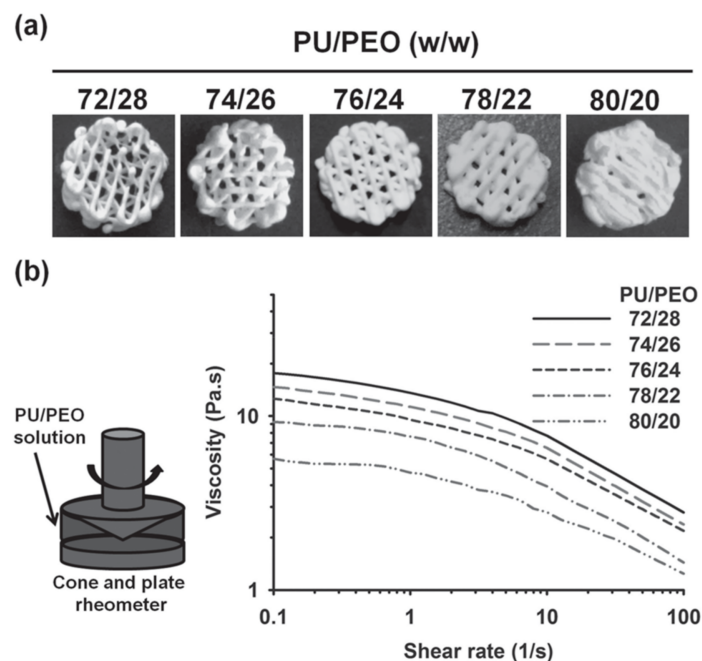 (a)
PU/PEO (w/w)
72/28 74/26 76/24 78/22 80/20
(b)
PU/PEO
solution
Cone and plate
rheometer
Viscosity (Pa.s)
10
1
0.1 1 10 100
Shear rate (1/s)
PU/PEO
72/28
74/26
76/24
78/22
80/20